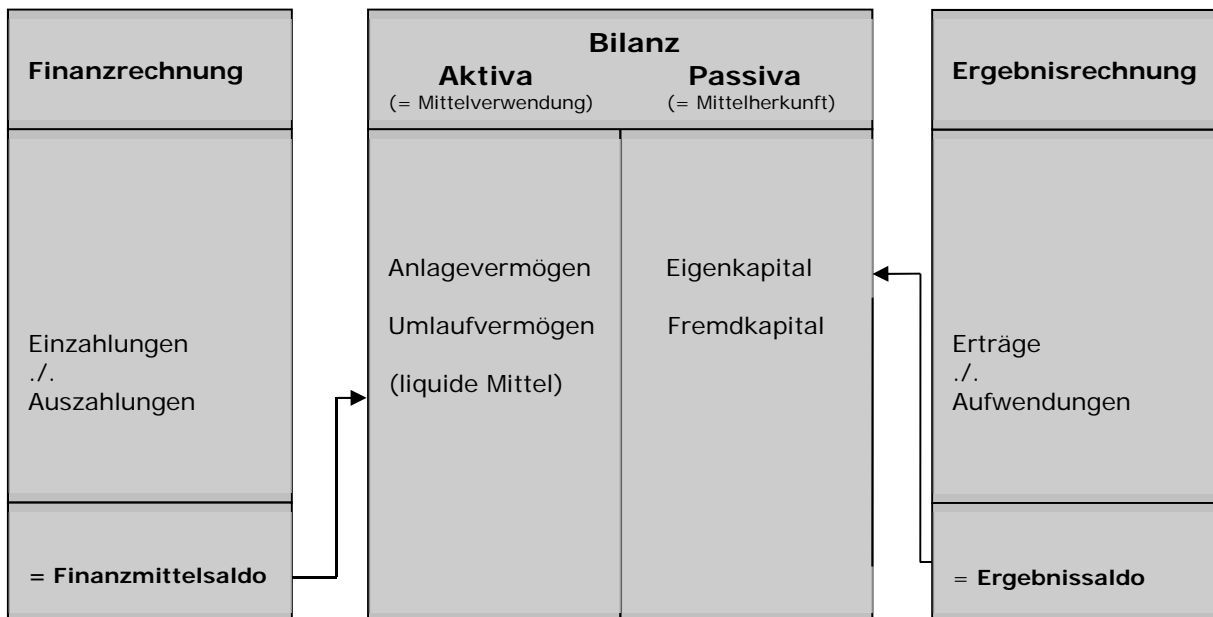 Finanzrechnung
Einzahlungen
./.
Auszahlungen
= Finanzmittelsaldo
Bilanz
Aktiva
(= Mittelverwendung)
Passiva
(= Mittelherkunft)
Anlagevermögen
Umlaufvermögen
(liquide Mittel)
Eigenkapital
Fremdkapital
Ergebnisrechnung
Erträge
./.
Aufwendungen
= Ergebnissaldo